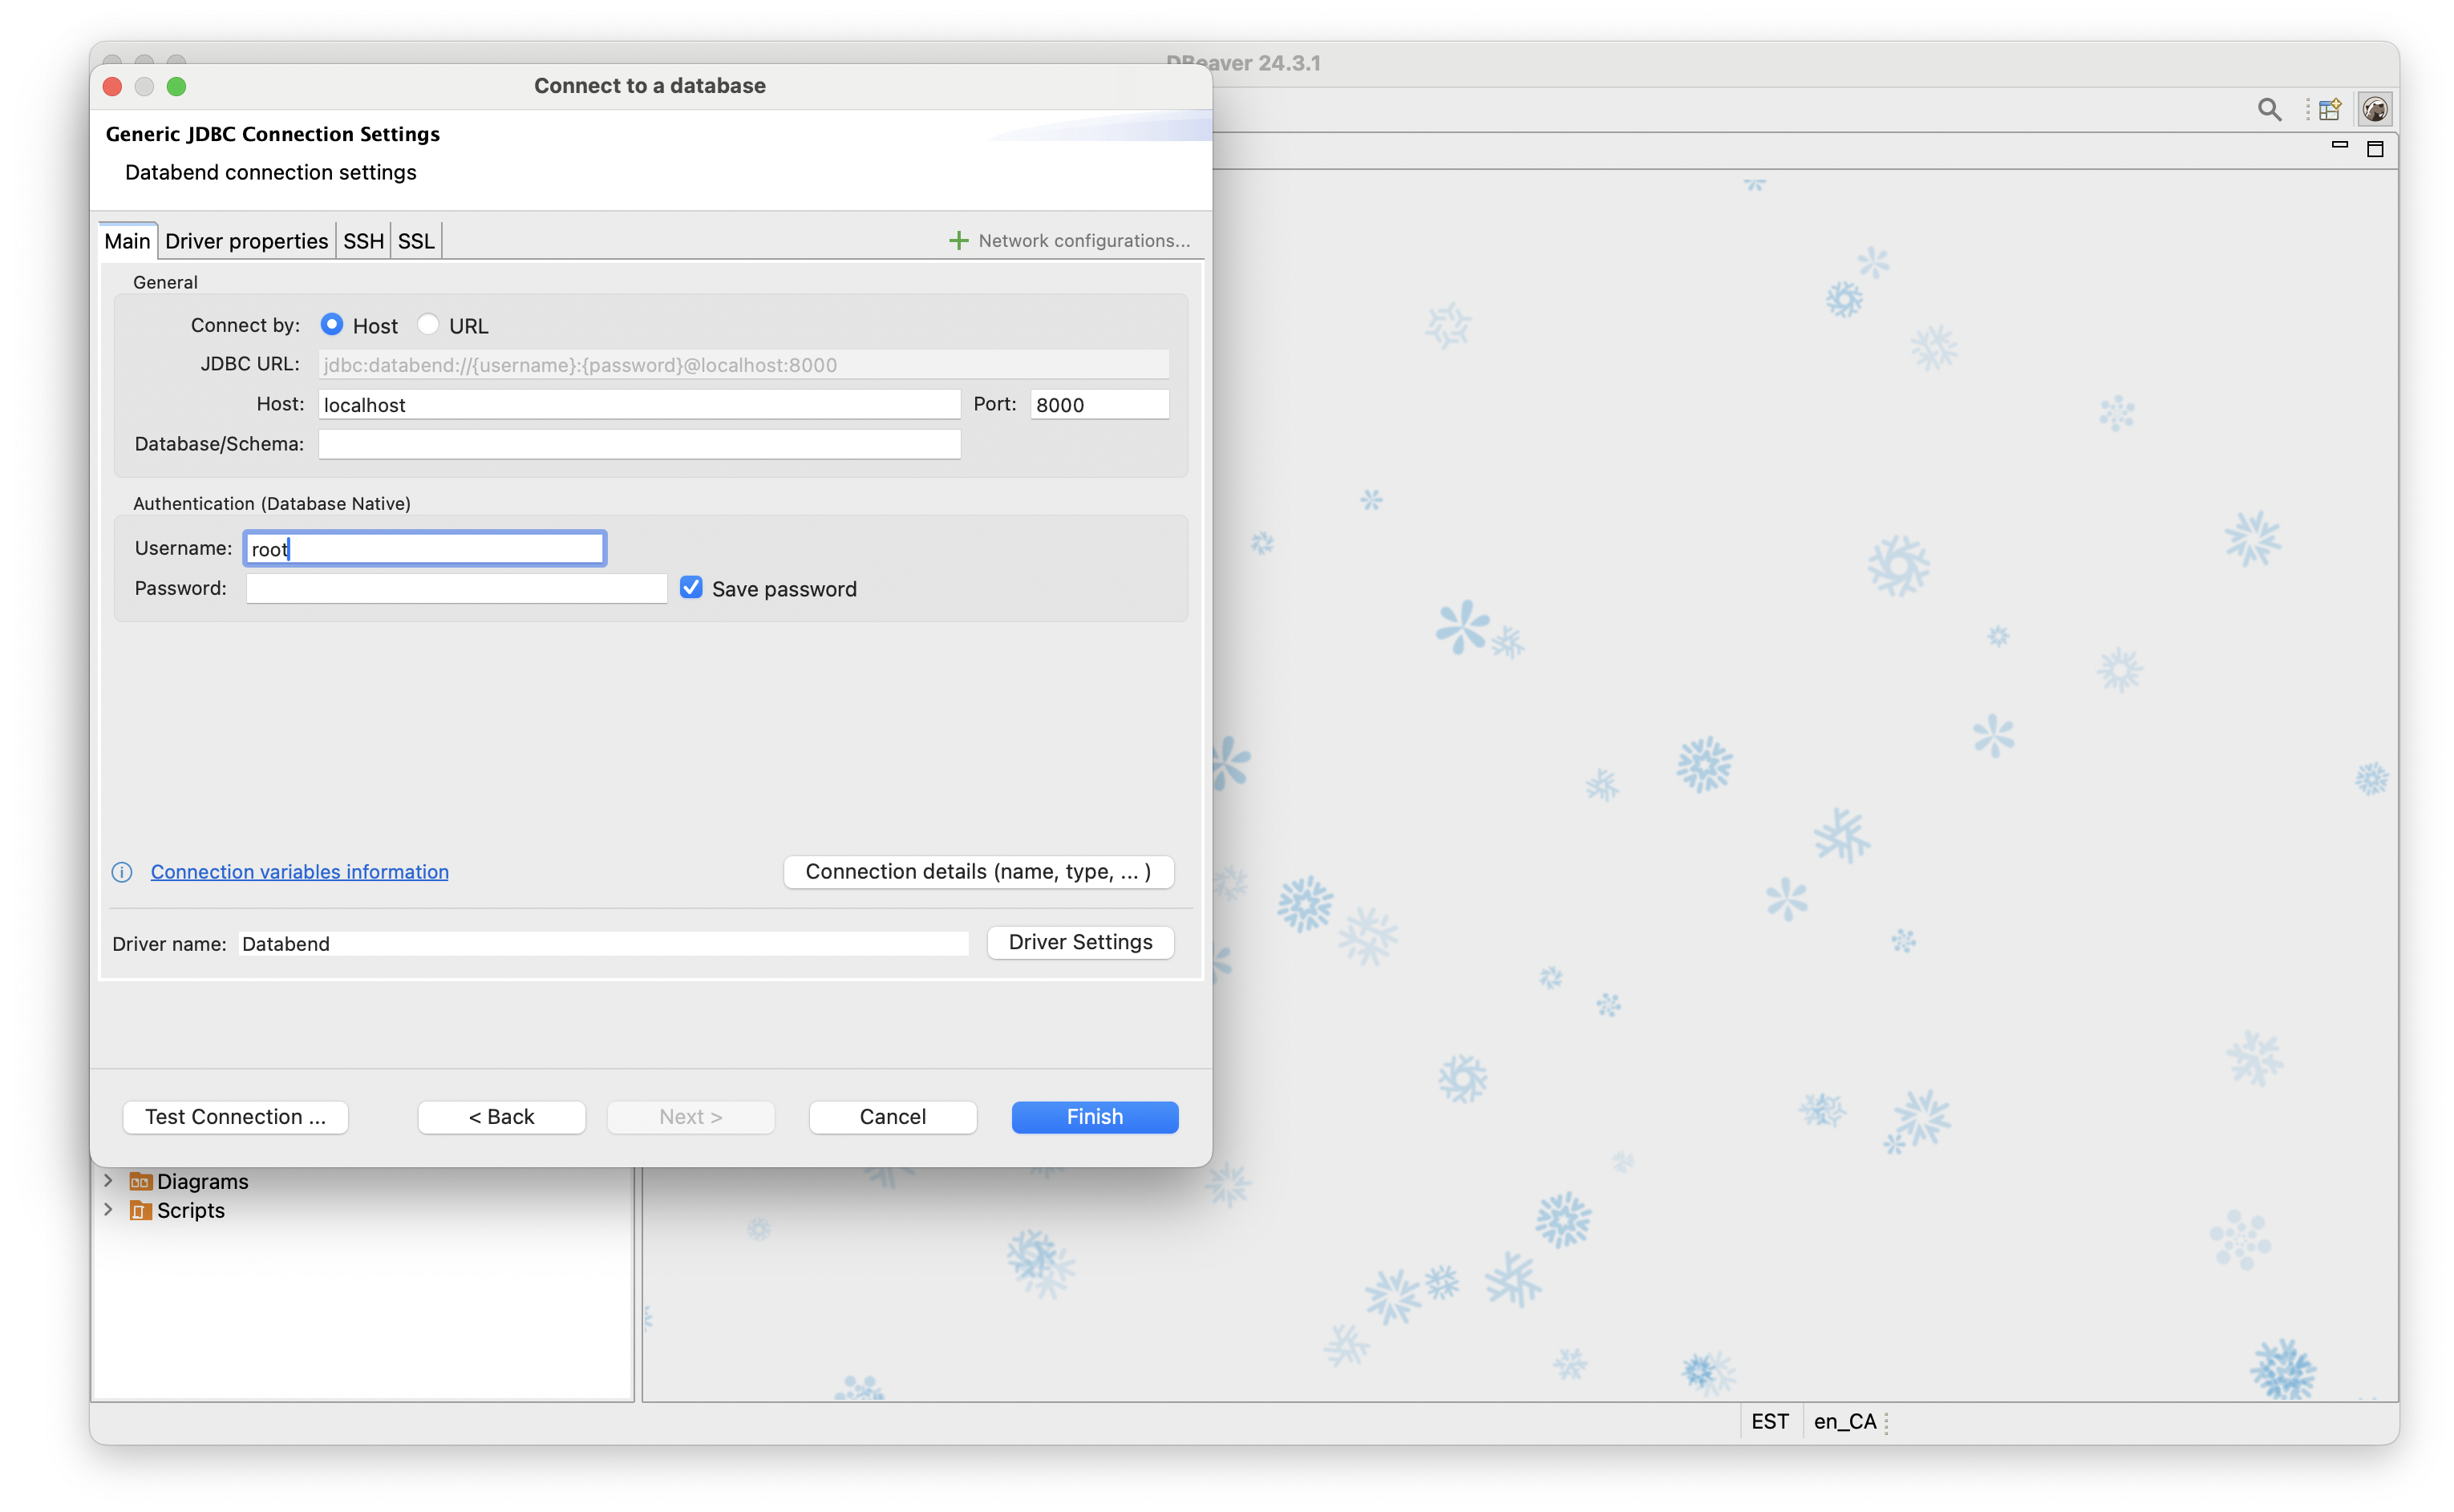 DBeaver 24.3.1
Connect to a database
Generic JDBC Connection Settings
Databend connection settings
Main Driver properties SSH SSL Network configurations...
General
Connect by: Host URL
JDBC URL: jdbc:databend://{username}:{password}@localhost:8000
Host: localhost Port: 8000
Database/Schema:
Authentication (Database Native)
Username: root
Password: Save password
Connection variables information Connection details (name, type, ... )
Driver name: Databend Driver Settings
Test Connection ... < Back Next > Cancel Finish
Diagrams
Scripts
EST en_CA